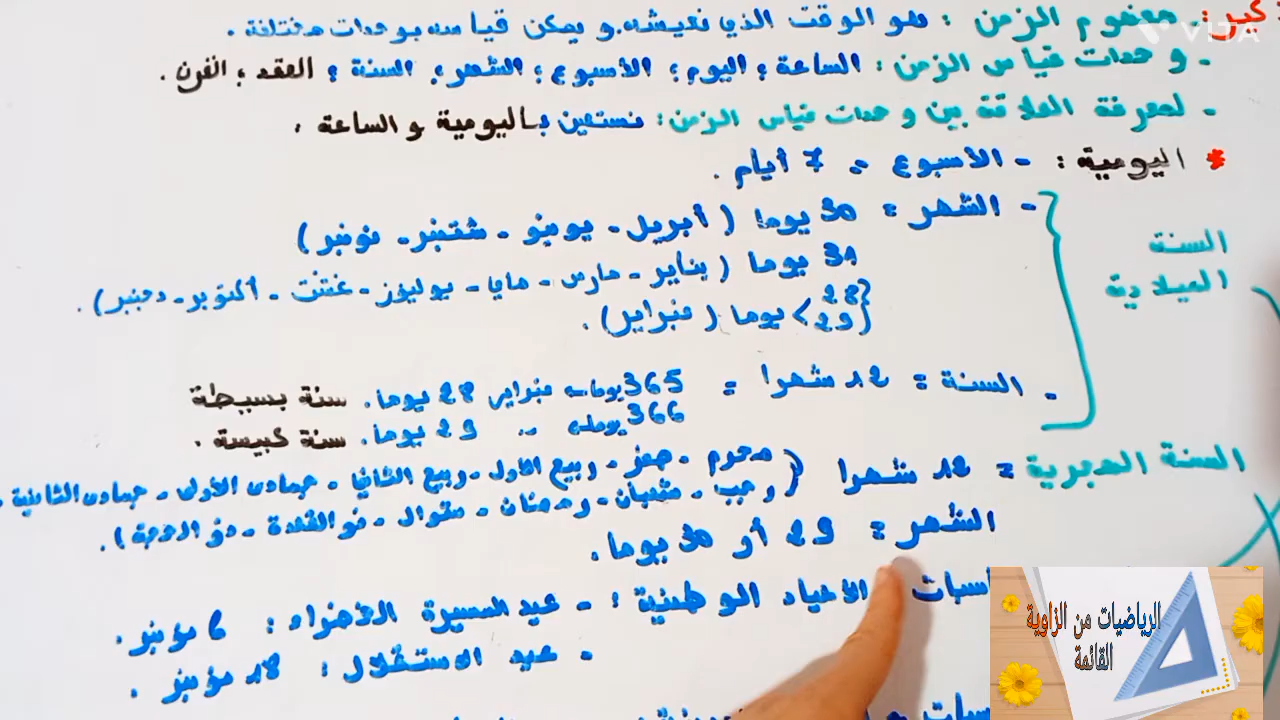 مفهوم الزمن : هو الوقت الذي نعيشه. و يمكن قياسه بوحدات مختلفة .
- وحدات قياس الزمن : الساعة ؛ اليوم ؛ الأسبوع ؛ الشهر ؛ السنة ؛ العقد ؛ القرن .
- لمعرفة العلاقة بين وحدات قياس الزمن : نستعين بـاليومية و الساعة .
* اليومية : - الأسبوع = 7 أيام .
- الشهر = 30 يوما ( أبريل - يونيو - شتنبر - نونبر )
31 يوما ( يناير - مارس - ماي - يوليوز - غشت - أكتوبر - دجنبر ) .
28
29 يوما ( فبراير ) .
السنة
الميلادية
- السنة = 12 شهرا = 365 يوما فبراير 28 يوما . سنة بسيطة
366 يوما " 29 يوما . سنة كبيسة .
السنة الهجرية = 12 شهرا ( محرم - صفر - ربيع الأول - ربيع الثاني - جمادى الأولى - جمادى الثانية -
رجب - شعبان - رمضان - شوال - ذو القعدة - ذو الحجة ) .
الشهر = 29 أو 30 يوما .
الأعياد الوطنية : - عيد المسيرة الخضراء : 6 نونبر .
- عيد الاستقلال : 18 نونبر .
الرياضيات من الزاوية
القائمة
VITA